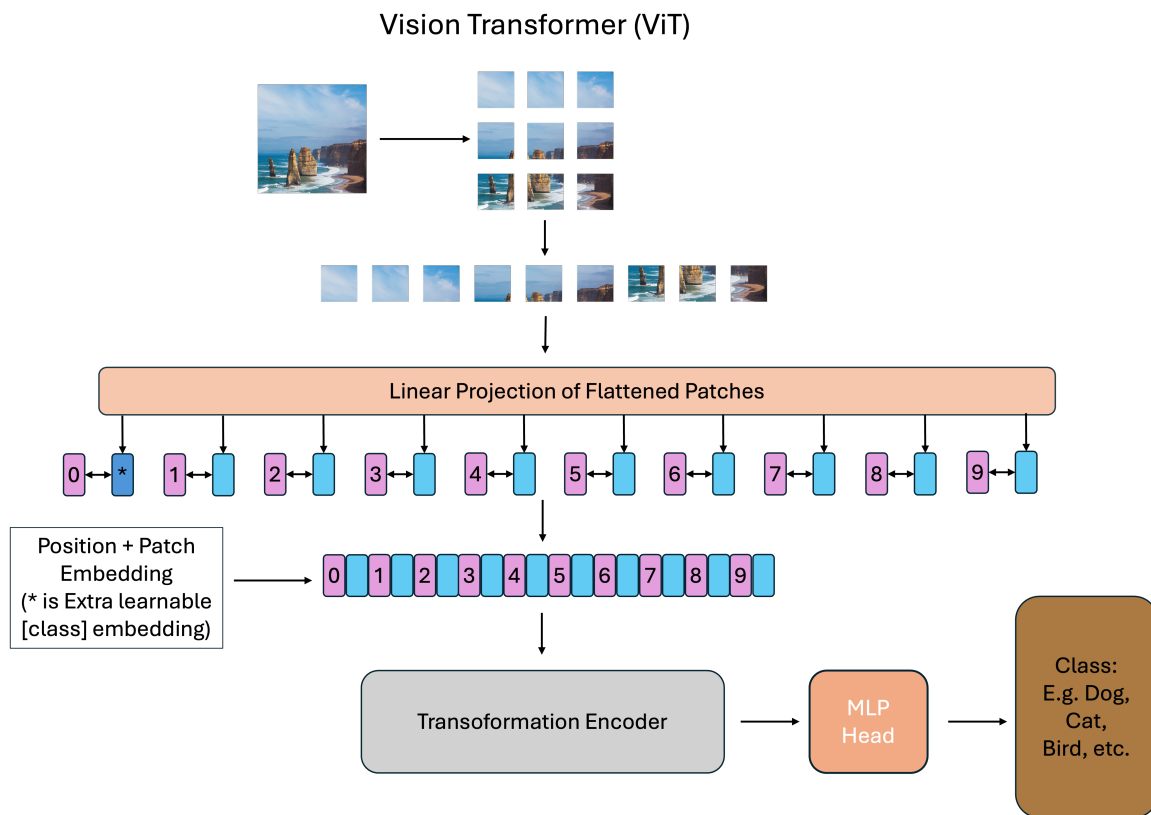 Vision Transformer (ViT)
Linear Projection of Flattened Patches
0 * 1 2 3 4 5 6 7 8 9
Position + Patch
Embedding
(* is Extra learnable
[class] embedding)
0 1 2 3 4 5 6 7 8 9
Transoformation Encoder
MLP
Head
Class:
E.g. Dog,
Cat,
Bird, etc.